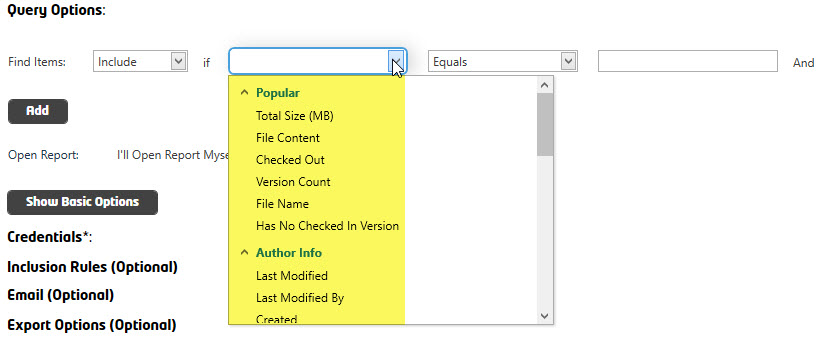 Query Options:
Find Items: Include if Equals And
Popular
Total Size (MB)
Add
File Content
Open Report: I'll Open Report Myse
Checked Out
Version Count
Show Basic Options
File Name
Has No Checked In Version
Credentials*:
Author Info
Inclusion Rules (Optional)
Last Modified
Email (Optional)
Last Modified By
Created
Export Options (Optional)